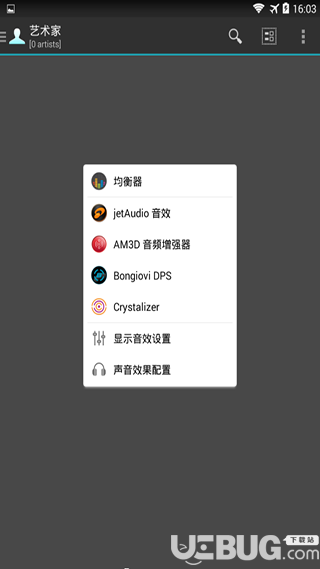 16:03
艺术家
[0 artists]
均衡器
jetAudio 音效
AM3D 音频增强器
Bongiovi DPS
Crystalizer
显示音效设置
声音效果配置
UEBUG.com
下载站